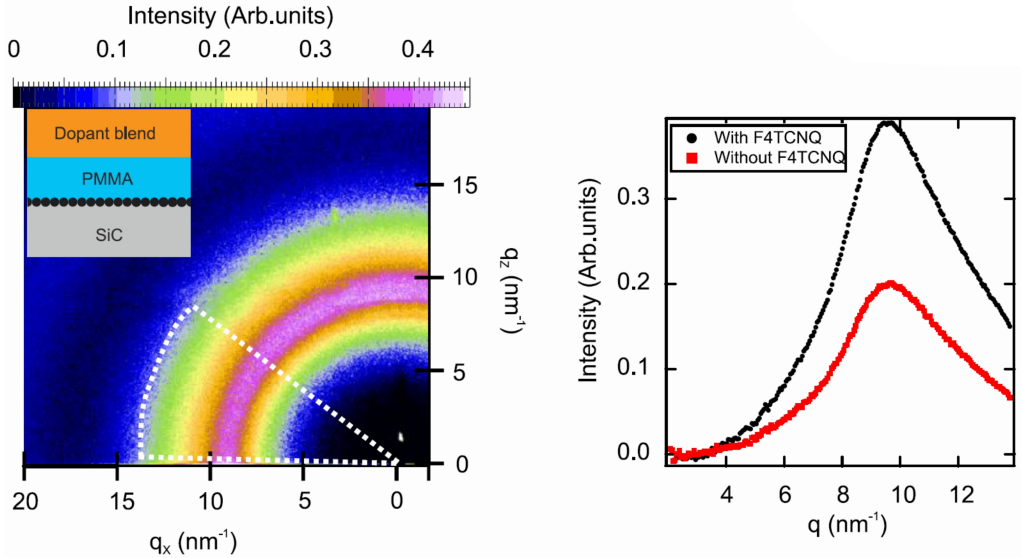 Intensity (Arb.units)
0 0.1 0.2 0.3 0.4
Dopant blend
PMMA
SiC
15
10
5
0
q_z (nm⁻¹)
20 15 10 5 0
q_x (nm⁻¹)
With F4TCNQ
Without F4TCNQ
0.3
0.2
0.1
0.0
Intensity (Arb.units)
4 8 10 12
q (nm⁻¹)